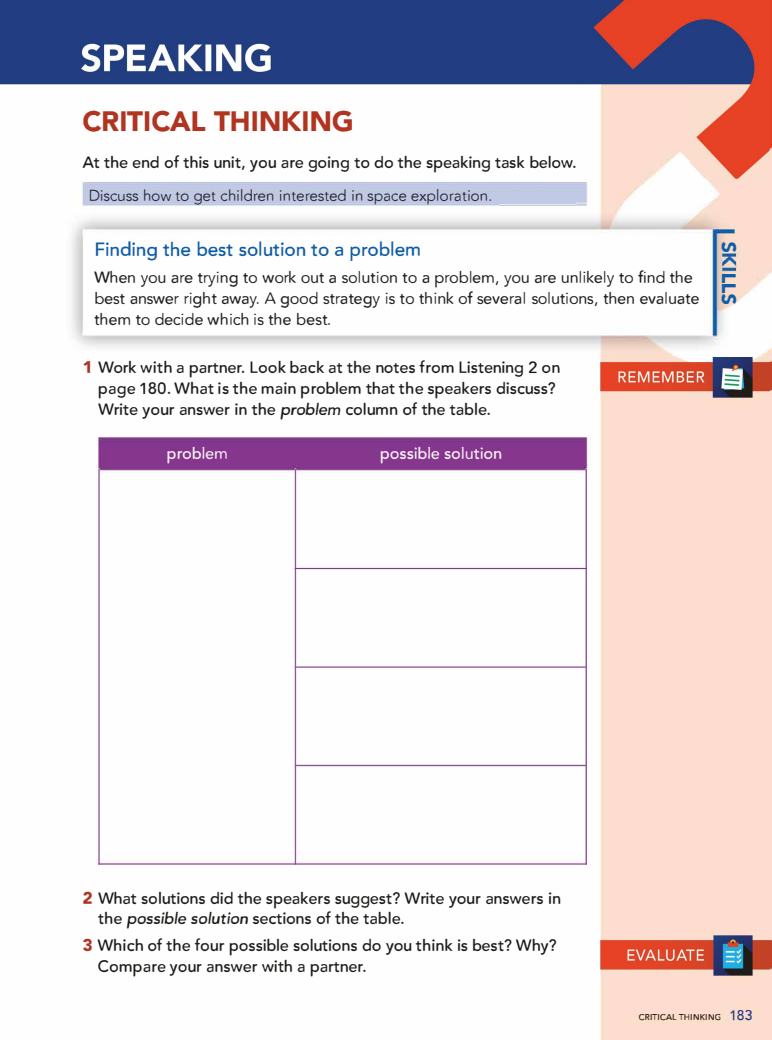 SPEAKING
CRITICAL THINKING
At the end of this unit, you are going to do the speaking task below.
Discuss how to get children interested in space exploration.
Finding the best solution to a problem
When you are trying to work out a solution to a problem, you are unlikely to find the
best answer right away. A good strategy is to think of several solutions, then evaluate
them to decide which is the best.
SKILLS
1 Work with a partner. Look back at the notes from Listening 2 on
page 180. What is the main problem that the speakers discuss?
Write your answer in the problem column of the table.
REMEMBER
problem possible solution
2 What solutions did the speakers suggest? Write your answers in
the possible solution sections of the table.
3 Which of the four possible solutions do you think is best? Why?
Compare your answer with a partner.
EVALUATE
CRITICAL THINKING 183